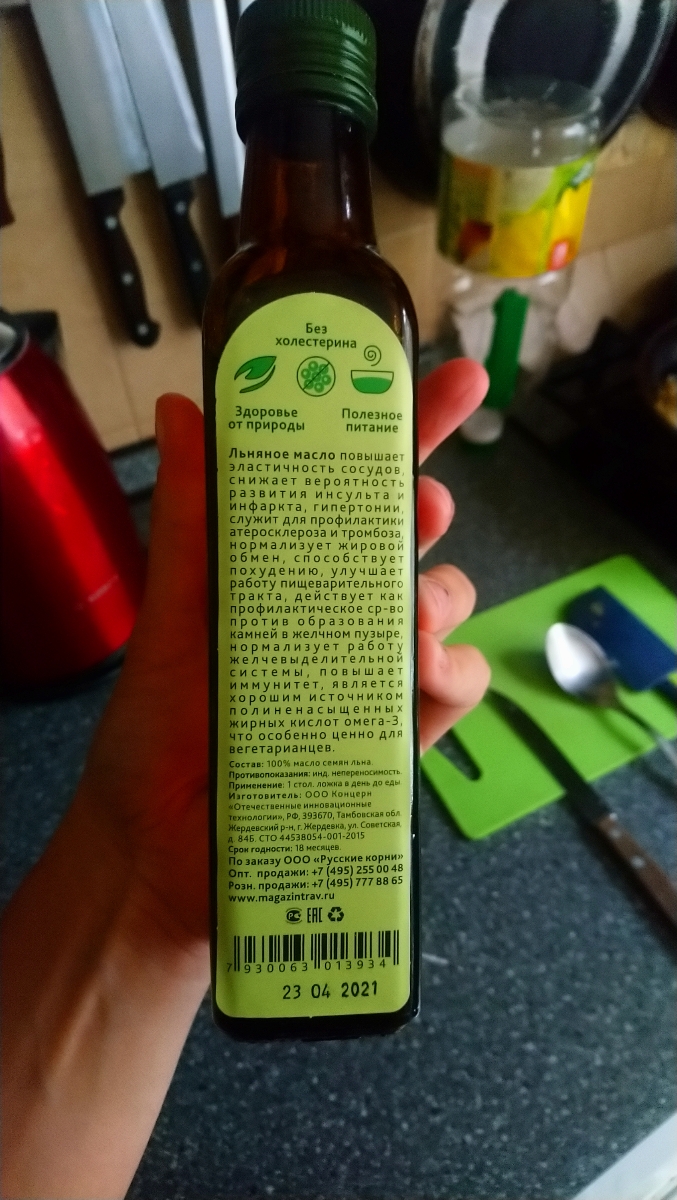 Без
холестерина
Здоровье
от природы
Полезное
питание
Льняное масло повышает
эластичность сосудов,
снижает вероятность
развития инсульта и
инфаркта, гипертонии,
служит для профилактики
атеросклероза и тромбоза,
нормализует жировой
обмен, способствует
похудению, улучшает
работу пищеварительного
тракта, действует как
профилактическое ср-во
против образования
камней в желчном пузыре,
нормализует работу
желчевыделительной
системы, повышает
иммунитет, является
хорошим источником
полиненасыщенных
жирных кислот омега-3,
что особенно ценно для
вегетарианцев.
Состав: 100% масло семян льна.
Противопоказания: инд. непереносимость.
Применение: 1 стол. ложка в день до еды.
Изготовитель: ООО Концерн
«Отечественные инновационные
технологии», РФ, 393670, Тамбовская обл.
Жердевский р-н, г. Жердевка, ул. Советская,
д. 84Б. СТО 44538054-001-2015
Срок годности: 18 месяцев.
По заказу ООО «Русские корни»
Опт. продажи: +7 (495) 255 00 48
Розн. продажи: +7 (495) 777 88 65
www.magazintrav.ru
ЕАС
7 930063 013934
23 04 2021